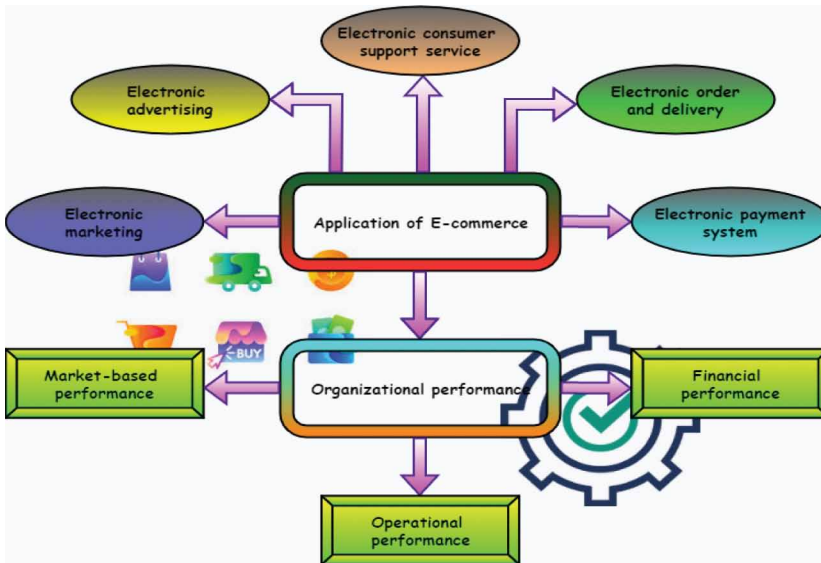 Electronic consumer
support service
Electronic
advertising
Electronic order
and delivery
Electronic
marketing
Application of E-commerce
Electronic payment
system
BUY
Market-based
performance
Organizational performance
Financial
performance
Operational
performance